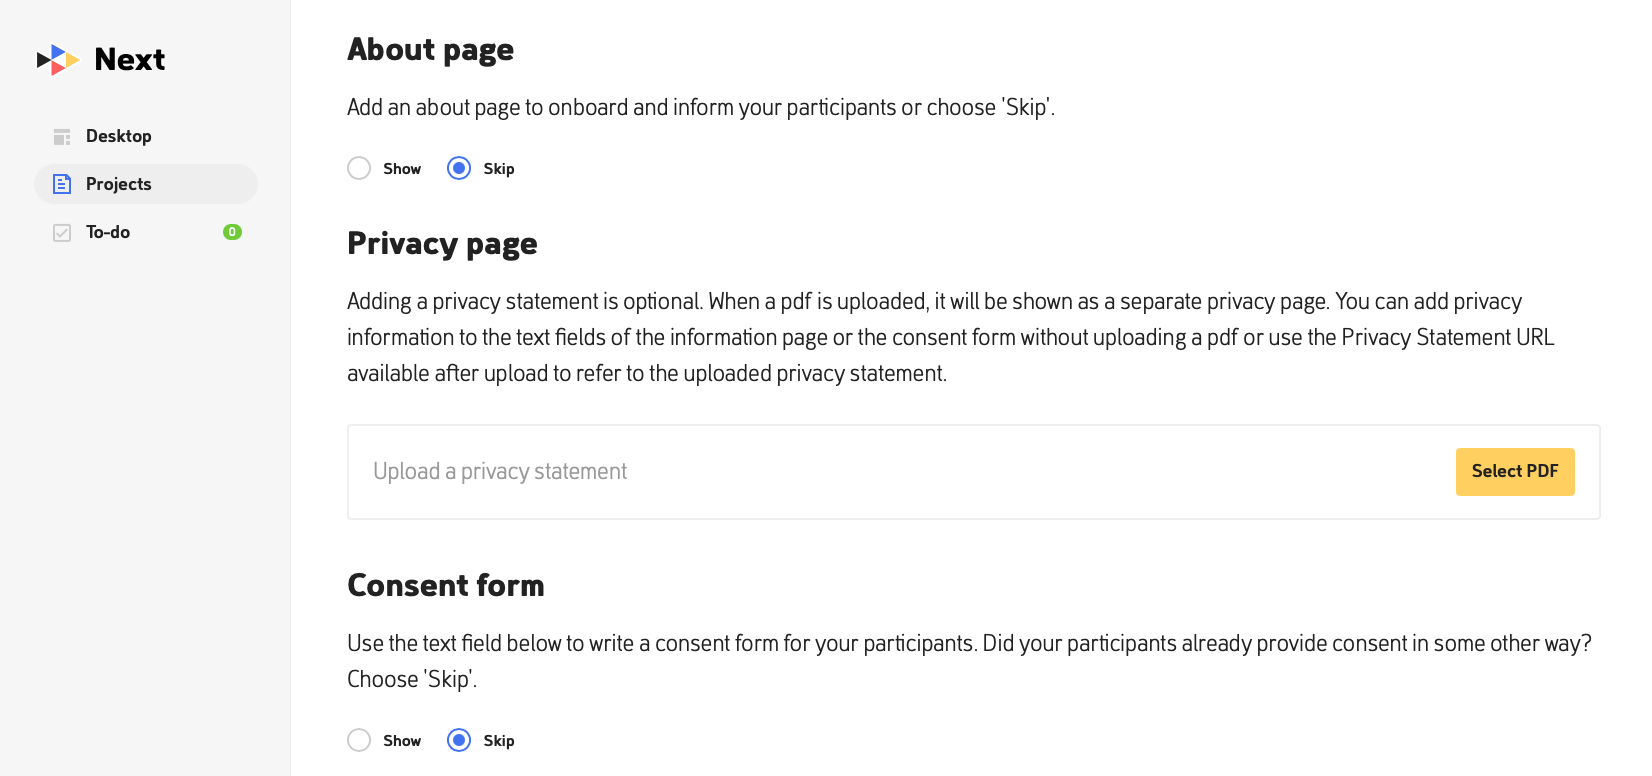 Next
Desktop
Projects
To-do
0
About page
Add an about page to onboard and inform your participants or choose 'Skip'.
Show
Skip
Privacy page
Adding a privacy statement is optional. When a pdf is uploaded, it will be shown as a separate privacy page. You can add privacy
information to the text fields of the information page or the consent form without uploading a pdf or use the Privacy Statement URL
available after upload to refer to the uploaded privacy statement.
Upload a privacy statement
Select PDF
Consent form
Use the text field below to write a consent form for your participants. Did your participants already provide consent in some other way?
Choose 'Skip'.
Show
Skip